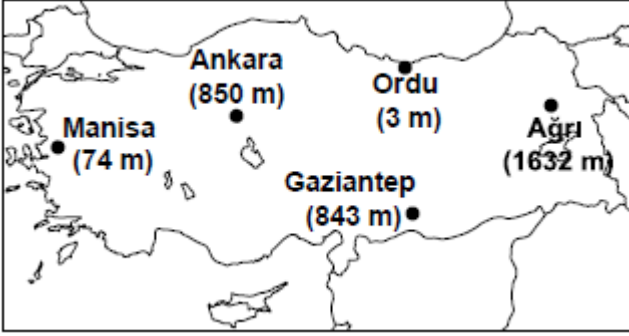 Ankara
(850 m)
Ordu
(3 m)
Manisa
(74 m)
Ağrı
(1632 m)
Gaziantep
(843 m)